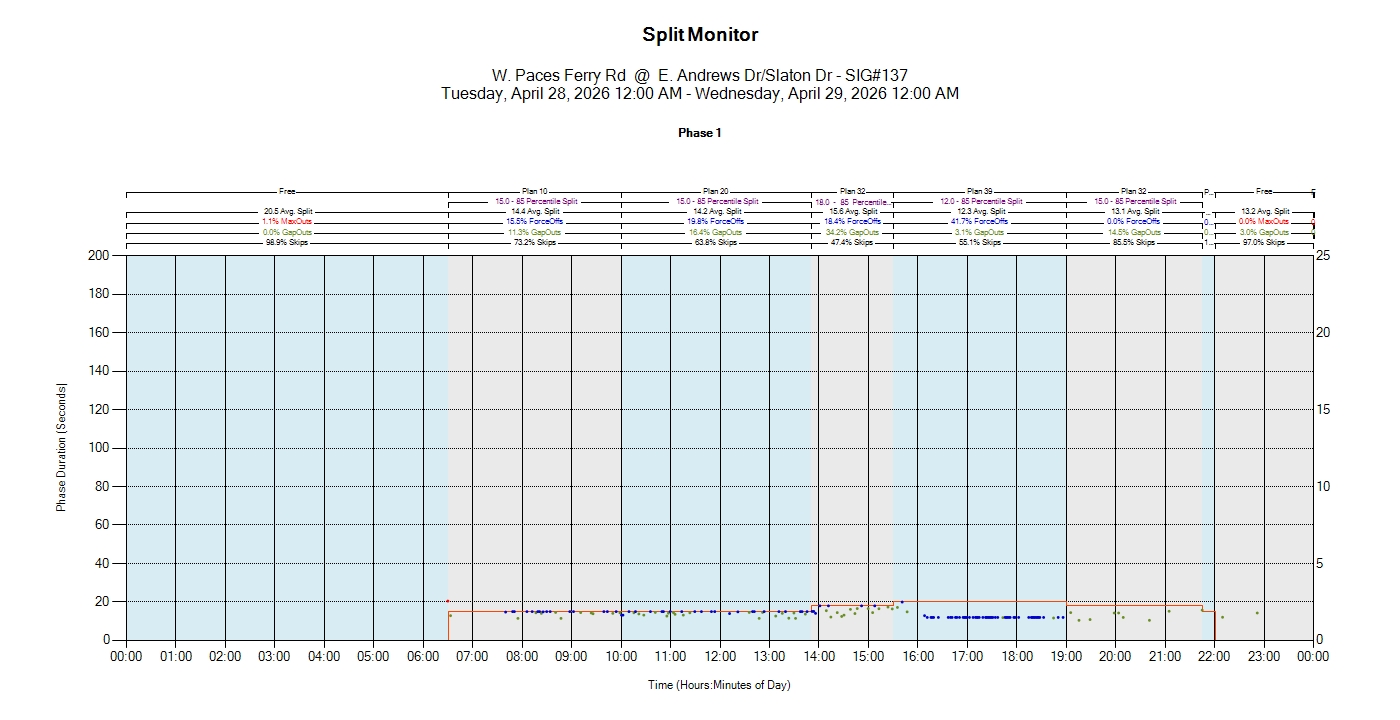 Split Monitor
W. Paces Ferry Rd @ E. Andrews Dr/Slaton Dr - SIG#137
Tuesday, April 28, 2026 12:00 AM - Wednesday, April 29, 2026 12:00 AM
Phase 1
Free Plan 10 Plan 20 Plan 32 Plan 39 Plan 32 P... Free F
15.0 - 85 Percentile Split 15.0 - 85 Percentile Split 18.0 - 85 Percentile... 12.0 - 85 Percentile Split 15.0 - 85 Percentile Split
20.5 Avg. Split 14.4 Avg. Split 14.2 Avg. Split 15.6 Avg. Split 12.3 Avg. Split 13.1 Avg. Split 13.2 Avg. Split
1.1% MaxOuts 15.5% ForceOffs 19.8% ForceOffs 18.4% ForceOffs 41.7% ForceOffs 0.0% ForceOffs 0... 0.0% MaxOuts
0.0% GapOuts 11.3% GapOuts 16.4% GapOuts 34.2% GapOuts 3.1% GapOuts 14.5% GapOuts 0... 3.0% GapOuts
98.9% Skips 73.2% Skips 63.8% Skips 47.4% Skips 55.1% Skips 85.5% Skips 1... 97.0% Skips
200 25
180
160 20
140
120 15
100
80 10
60
40 5
20
0 0
Phase Duration (Seconds)
00:00 01:00 02:00 03:00 04:00 05:00 06:00 07:00 08:00 09:00 10:00 11:00 12:00 13:00 14:00 15:00 16:00 17:00 18:00 19:00 20:00 21:00 22:00 23:00 00:00
Time (Hours:Minutes of Day)